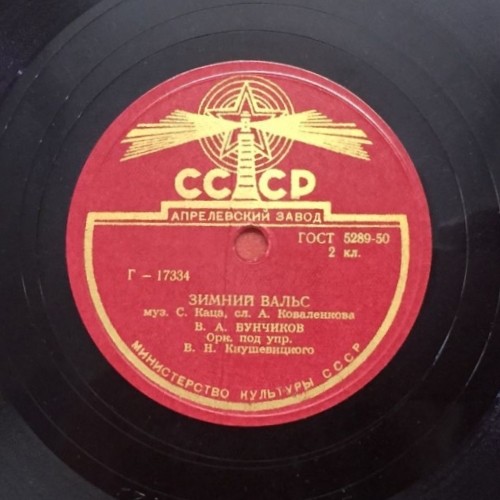 СССР
АПРЕЛЕВСКИЙ ЗАВОД
ГОСТ 5289-50
2 кл.
Г – 17334
ЗИМНИЙ ВАЛЬС
муз. С. Каца, сл. А. Коваленкова
В. А. БУНЧИКОВ
Орк. под упр.
В. Н. Кнушевицкого
МИНИСТЕРСТВО КУЛЬТУРЫ СССР